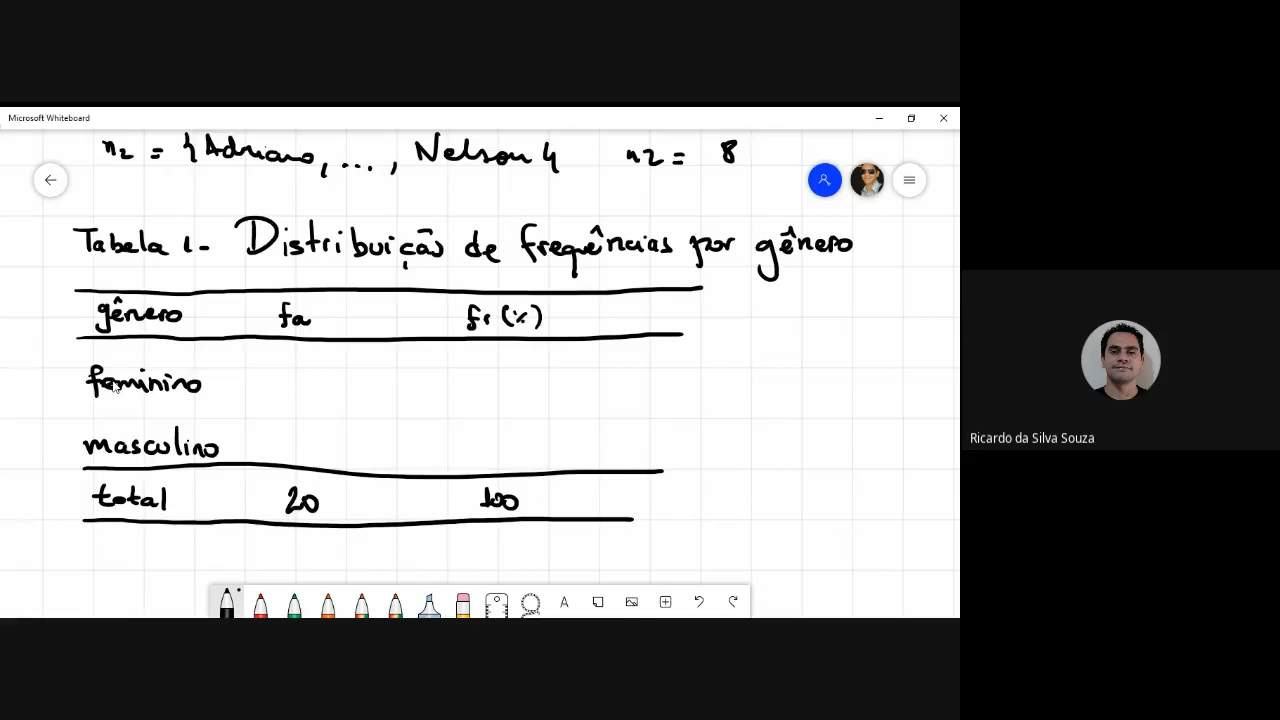 Microsoft Whiteboard
n2 = {Adriano, ..., Nelson} n2 = 8
Tabela 1- Distribuição de frequências por gênero
gênero fa fr (%)
feminino
masculino
total 20 100
A
Ricardo da Silva Souza